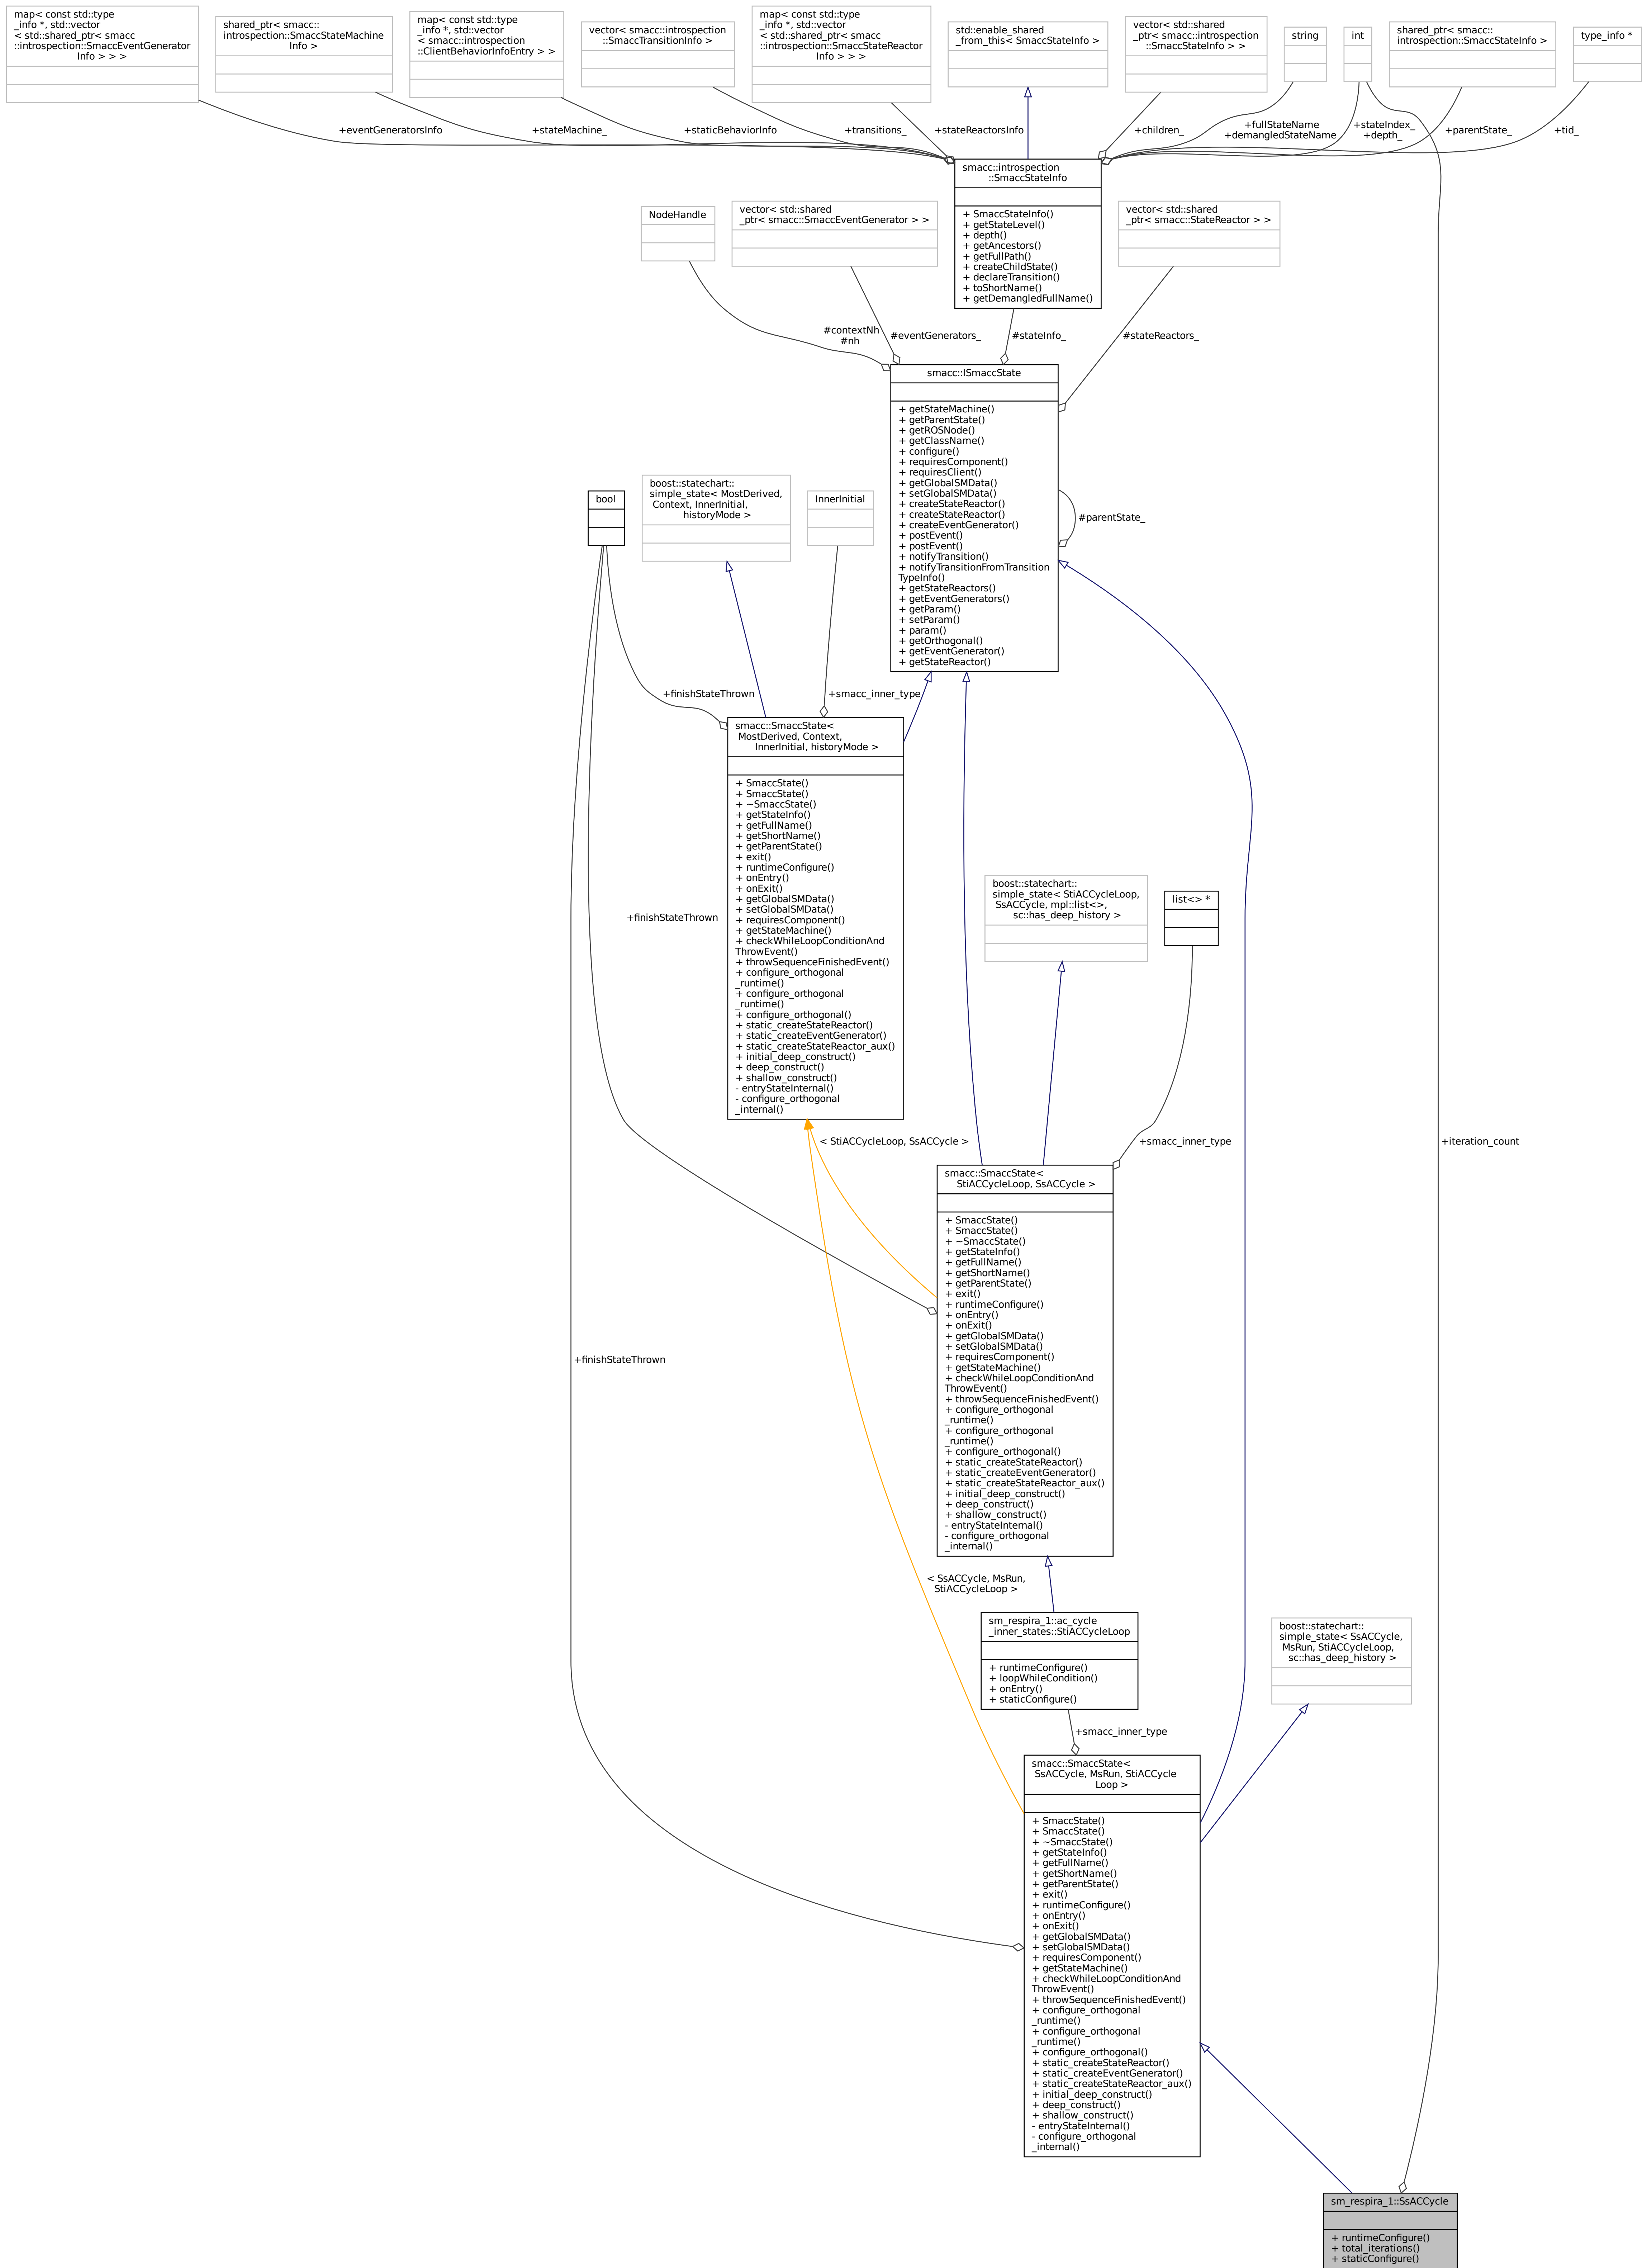 map< const std::type
_info *, std::vector
< std::shared_ptr< smacc
::introspection::SmaccEventGenerator
Info > > >
shared_ptr< smacc::
introspection::SmaccStateMachine
Info >
map< const std::type
_info *, std::vector
< smacc::introspection
::ClientBehaviorInfoEntry > >
vector< smacc::introspection
::SmaccTransitionInfo >
map< const std::type
_info *, std::vector
< std::shared_ptr< smacc
::introspection::SmaccStateReactor
Info > > >
std::enable_shared
_from_this< SmaccStateInfo >
vector< std::shared
_ptr< smacc::introspection
::SmaccStateInfo > >
string
int
shared_ptr< smacc::
introspection::SmaccStateInfo >
type_info *
+eventGeneratorsInfo
+stateMachine_
+staticBehaviorInfo
+transitions_
+stateReactorsInfo
+children_
+fullStateName
+demangledStateName
+stateIndex_
+depth_
+parentState_
+tid_
smacc::introspection
::SmaccStateInfo
+ SmaccStateInfo()
+ getStateLevel()
+ depth()
+ getAncestors()
+ getFullPath()
+ createChildState()
+ declareTransition()
+ toShortName()
+ getDemangledFullName()
NodeHandle
vector< std::shared
_ptr< smacc::SmaccEventGenerator > >
vector< std::shared
_ptr< smacc::StateReactor > >
#contextNh
#nh
#eventGenerators_
#stateInfo_
#stateReactors_
smacc::ISmaccState
+ getStateMachine()
+ getParentState()
+ getROSNode()
+ getClassName()
+ configure()
+ requiresComponent()
+ requiresClient()
+ getGlobalSMData()
+ setGlobalSMData()
+ createStateReactor()
+ createStateReactor()
+ createEventGenerator()
+ postEvent()
+ postEvent()
+ notifyTransition()
+ notifyTransitionFromTransition
TypeInfo()
+ getStateReactors()
+ getEventGenerators()
+ getParam()
+ setParam()
+ param()
+ getOrthogonal()
+ getEventGenerator()
+ getStateReactor()
#parentState_
bool
boost::statechart::
simple_state< MostDerived,
Context, InnerInitial,
historyMode >
InnerInitial
+finishStateThrown
+smacc_inner_type
smacc::SmaccState<
MostDerived, Context,
InnerInitial, historyMode >
+ SmaccState()
+ SmaccState()
+ ~SmaccState()
+ getStateInfo()
+ getFullName()
+ getShortName()
+ getParentState()
+ exit()
+ runtimeConfigure()
+ onEntry()
+ onExit()
+ getGlobalSMData()
+ setGlobalSMData()
+ requiresComponent()
+ getStateMachine()
+ checkWhileLoopConditionAnd
ThrowEvent()
+ throwSequenceFinishedEvent()
+ configure_orthogonal
_runtime()
+ configure_orthogonal
_runtime()
+ configure_orthogonal()
+ static_createStateReactor()
+ static_createEventGenerator()
+ static_createStateReactor_aux()
+ initial_deep_construct()
+ deep_construct()
+ shallow_construct()
- entryStateInternal()
- configure_orthogonal
_internal()
+finishStateThrown
boost::statechart::
simple_state< StiACCycleLoop,
SsACCycle, mpl::list<>,
sc::has_deep_history >
list<> *
< StiACCycleLoop, SsACCycle >
+smacc_inner_type
+iteration_count
smacc::SmaccState<
StiACCycleLoop, SsACCycle >
+ SmaccState()
+ SmaccState()
+ ~SmaccState()
+ getStateInfo()
+ getFullName()
+ getShortName()
+ getParentState()
+ exit()
+ runtimeConfigure()
+ onEntry()
+ onExit()
+ getGlobalSMData()
+ setGlobalSMData()
+ requiresComponent()
+ getStateMachine()
+ checkWhileLoopConditionAnd
ThrowEvent()
+ throwSequenceFinishedEvent()
+ configure_orthogonal
_runtime()
+ configure_orthogonal
_runtime()
+ configure_orthogonal()
+ static_createStateReactor()
+ static_createEventGenerator()
+ static_createStateReactor_aux()
+ initial_deep_construct()
+ deep_construct()
+ shallow_construct()
- entryStateInternal()
- configure_orthogonal
_internal()
+finishStateThrown
< SsACCycle, MsRun,
StiACCycleLoop >
sm_respira_1::ac_cycle
_inner_states::StiACCycleLoop
+ runtimeConfigure()
+ loopWhileCondition()
+ onEntry()
+ staticConfigure()
boost::statechart::
simple_state< SsACCycle,
MsRun, StiACCycleLoop,
sc::has_deep_history >
+smacc_inner_type
smacc::SmaccState<
SsACCycle, MsRun, StiACCycle
Loop >
+ SmaccState()
+ SmaccState()
+ ~SmaccState()
+ getStateInfo()
+ getFullName()
+ getShortName()
+ getParentState()
+ exit()
+ runtimeConfigure()
+ onEntry()
+ onExit()
+ getGlobalSMData()
+ setGlobalSMData()
+ requiresComponent()
+ getStateMachine()
+ checkWhileLoopConditionAnd
ThrowEvent()
+ throwSequenceFinishedEvent()
+ configure_orthogonal
_runtime()
+ configure_orthogonal
_runtime()
+ configure_orthogonal()
+ static_createStateReactor()
+ static_createEventGenerator()
+ static_createStateReactor_aux()
+ initial_deep_construct()
+ deep_construct()
+ shallow_construct()
- entryStateInternal()
- configure_orthogonal
_internal()
sm_respira_1::SsACCycle
+ runtimeConfigure()
+ total_iterations()
+ staticConfigure()